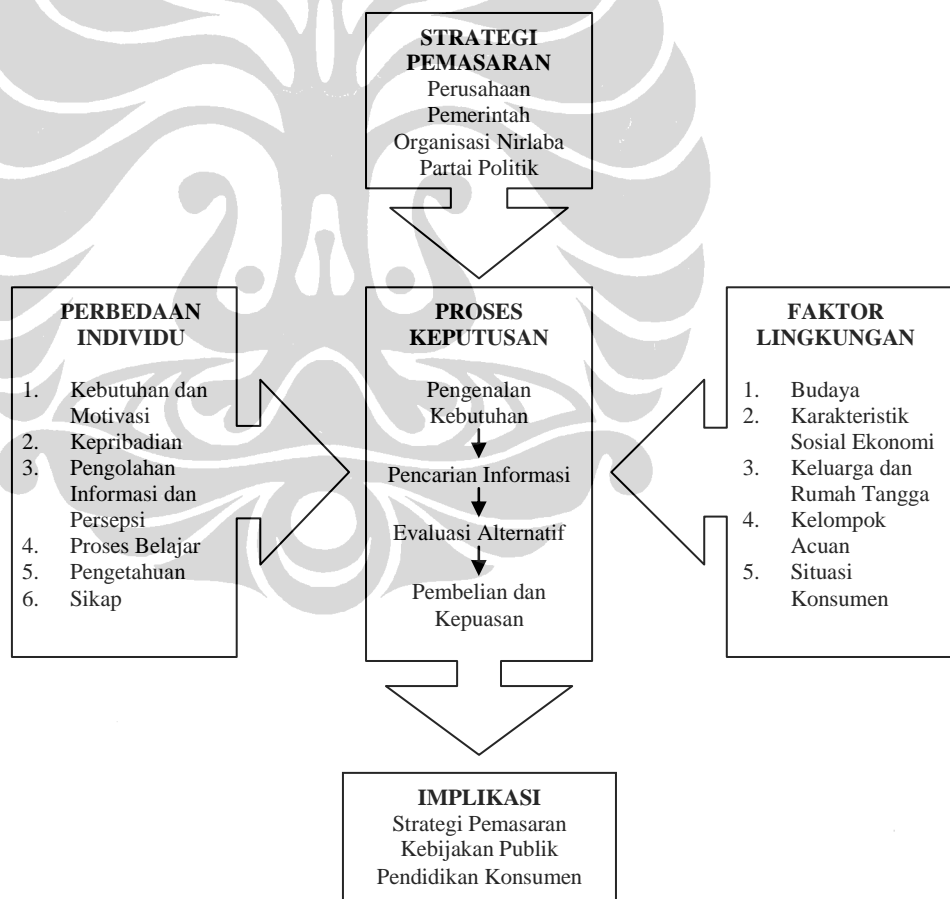 STRATEGI
PEMASARAN
Perusahaan
Pemerintah
Organisasi Nirlaba
Partai Politik
PERBEDAAN
INDIVIDU
1. Kebutuhan dan
Motivasi
2. Kepribadian
3. Pengolahan
Informasi dan
Persepsi
4. Proses Belajar
5. Pengetahuan
6. Sikap
PROSES
KEPUTUSAN
Pengenalan
Kebutuhan
Pencarian Informasi
Evaluasi Alternatif
Pembelian dan
Kepuasan
FAKTOR
LINGKUNGAN
1. Budaya
2. Karakteristik
Sosial Ekonomi
3. Keluarga dan
Rumah Tangga
4. Kelompok
Acuan
5. Situasi
Konsumen
IMPLIKASI
Strategi Pemasaran
Kebijakan Publik
Pendidikan Konsumen